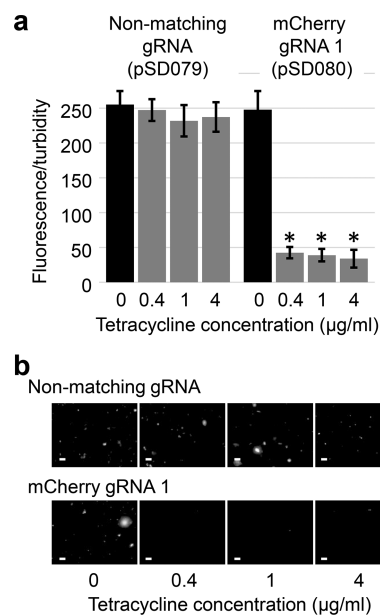 a
Non-matching
gRNA
(pSD079)
mCherry
gRNA 1
(pSD080)
Fluorescence/turbidity
250
200
150
100
50
0
* * *
0 0.4 1 4 0 0.4 1 4
Tetracycline concentration (µg/ml)
b
Non-matching gRNA
mCherry gRNA 1
0 0.4 1 4
Tetracycline concentration (µg/ml)